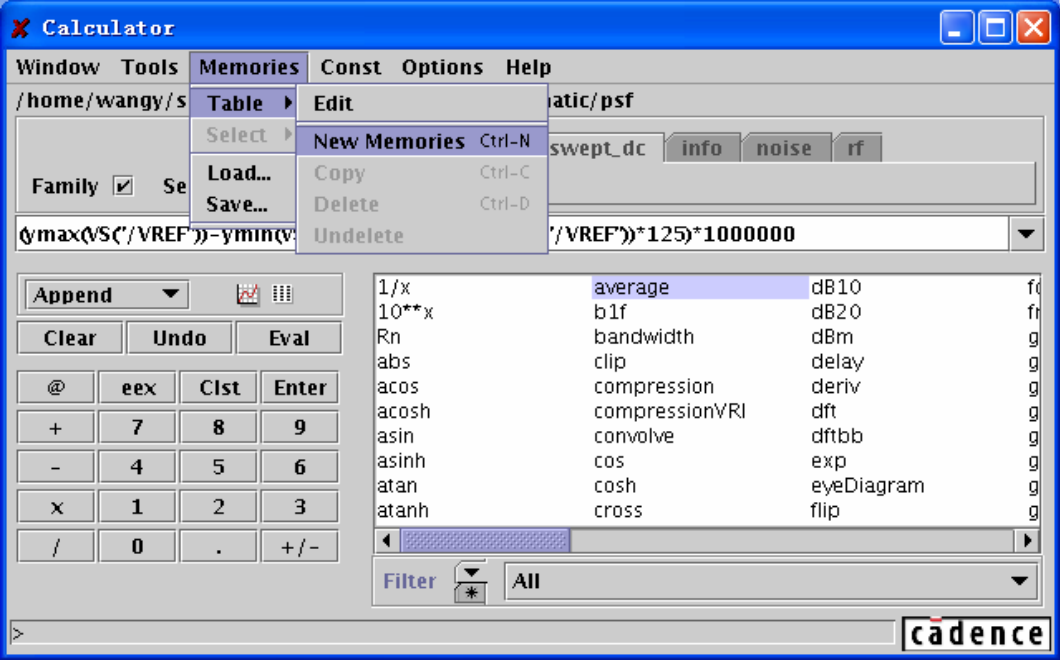 Calculator
Window Tools Memories Const Options Help
/home/wangy/s Table Edit atic/psf
Select New Memories Ctrl-N swept_dc info noise rf
Family Se Load... Copy Ctrl-C
Save... Delete Ctrl-D
Undelete
(ymax(VS("/VREF"))-ymin(VS "/VREF"))*125)*1000000
Append
Clear Undo Eval
@ eex Clst Enter
+ 7 8 9
- 4 5 6
x 1 2 3
/ 0 . +/-
1/x average dB10
10**x b1f dB20
Rn bandwidth dBm
abs clip delay
acos compression deriv
acosh compressionVRI dft
asin convolve dftbb
asinh cos exp
atan cosh eyeDiagram
atanh cross flip
Filter All
>
cādence